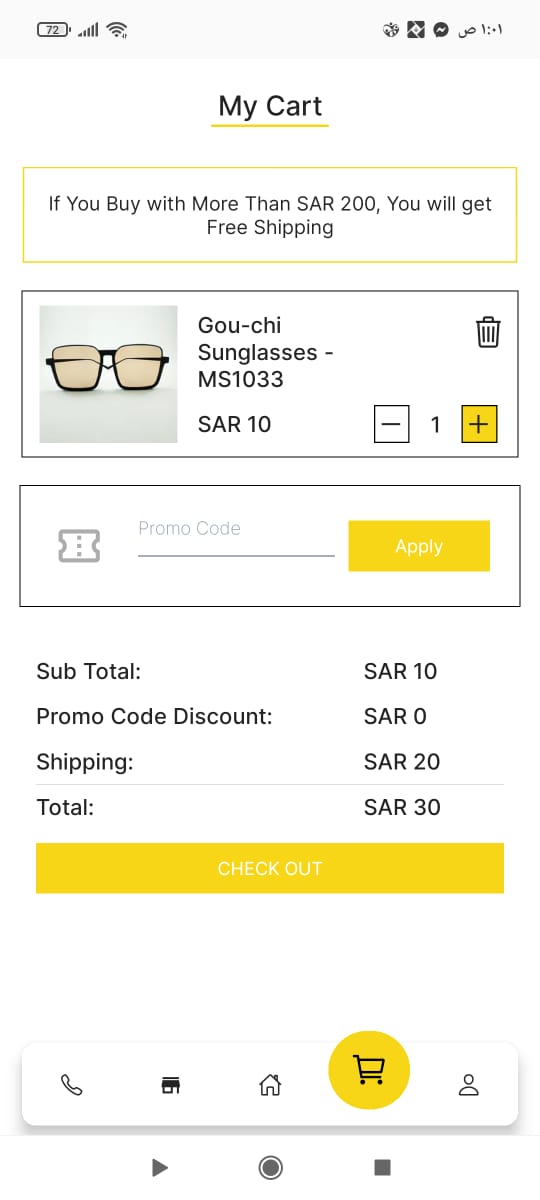 72
١:٠١ ص
My Cart
If You Buy with More Than SAR 200, You will get
Free Shipping
Gou-chi
Sunglasses -
MS1033
SAR 10
1
Promo Code
Apply
Sub Total: SAR 10
Promo Code Discount: SAR 0
Shipping: SAR 20
Total: SAR 30
CHECK OUT